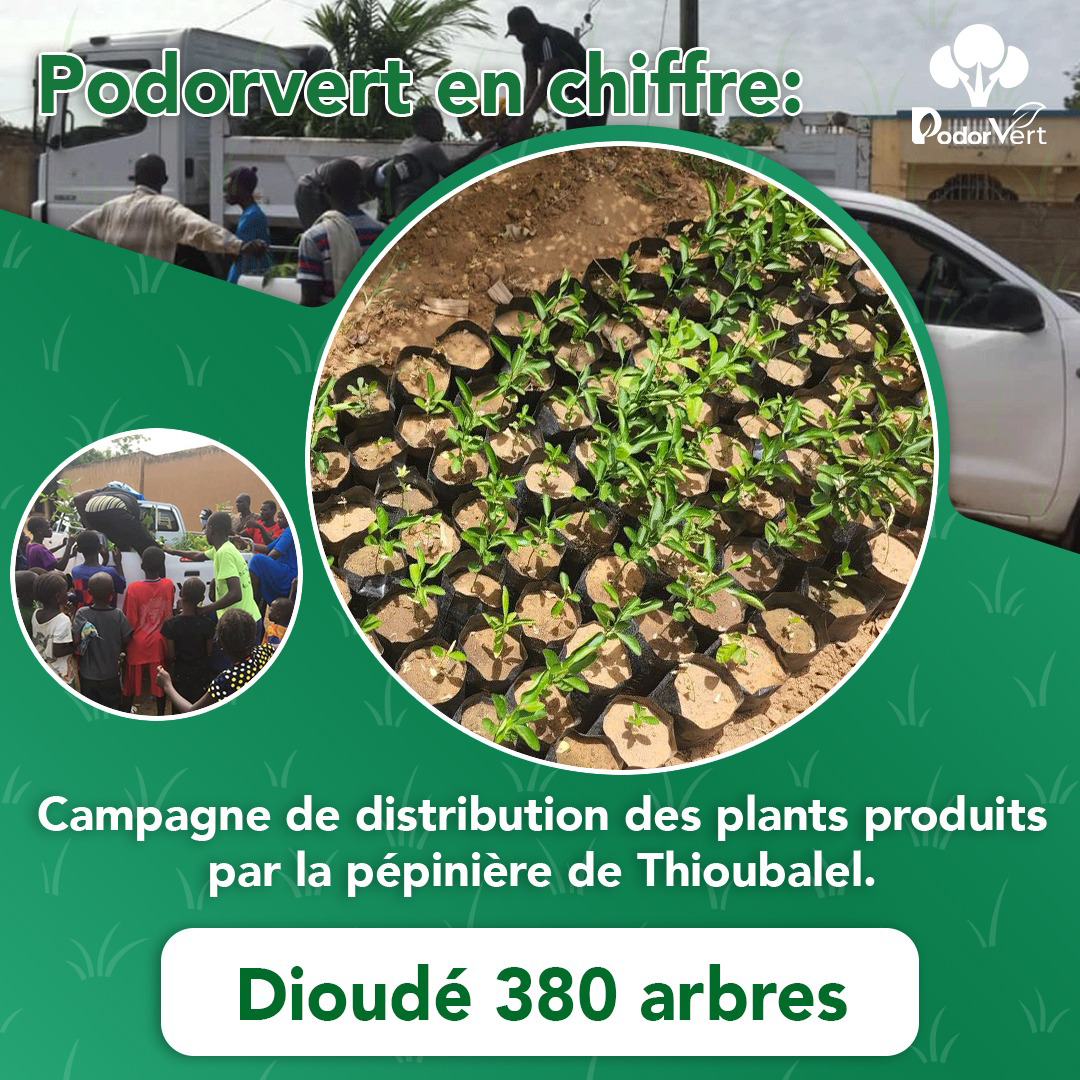 Podorvert en chiffre:
PodorVert
Campagne de distribution des plants produits
par la pépinière de Thioubalel.
Dioudé 380 arbres